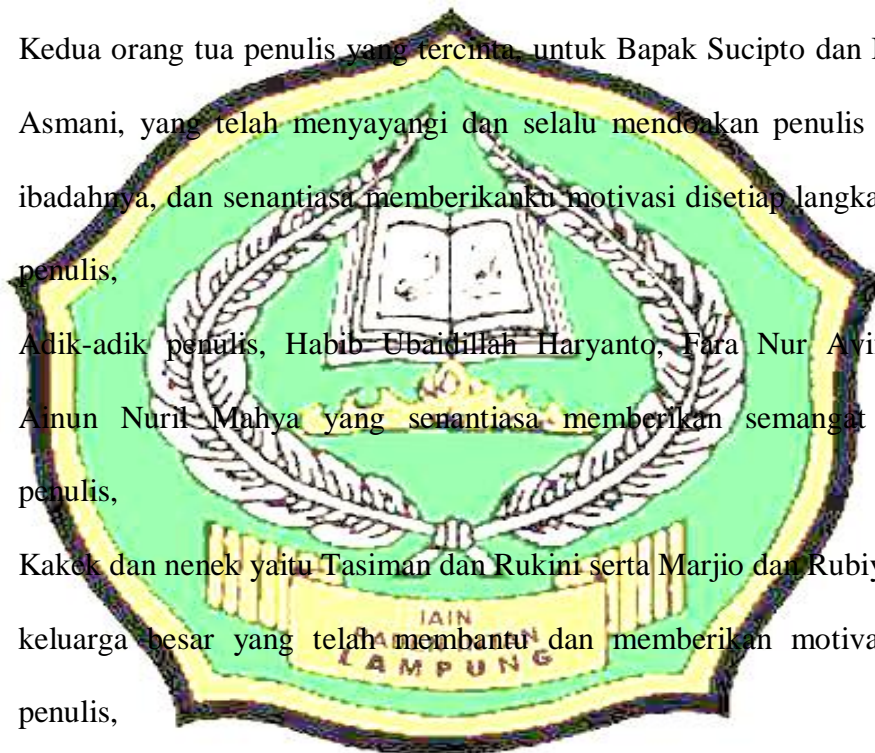 Kedua orang tua penulis yang tercinta, untuk Bapak Sucipto dan
Asmani, yang telah menyayangi dan selalu mendoakan penulis
ibadahnya, dan senantiasa memberikanku motivasi disetiap
penulis,
Adik-adik penulis, Habib Ubaidillah Haryanto, Fara Nur
Ainun Nuril Mahya yang senantiasa memberikan semangat
penulis,
Kakek dan nenek yaitu Tasiman dan Rukini serta Marjio dan
IAIN
keluarga besar yang telah membantu dan memberikan
LAMPUNG
penulis,